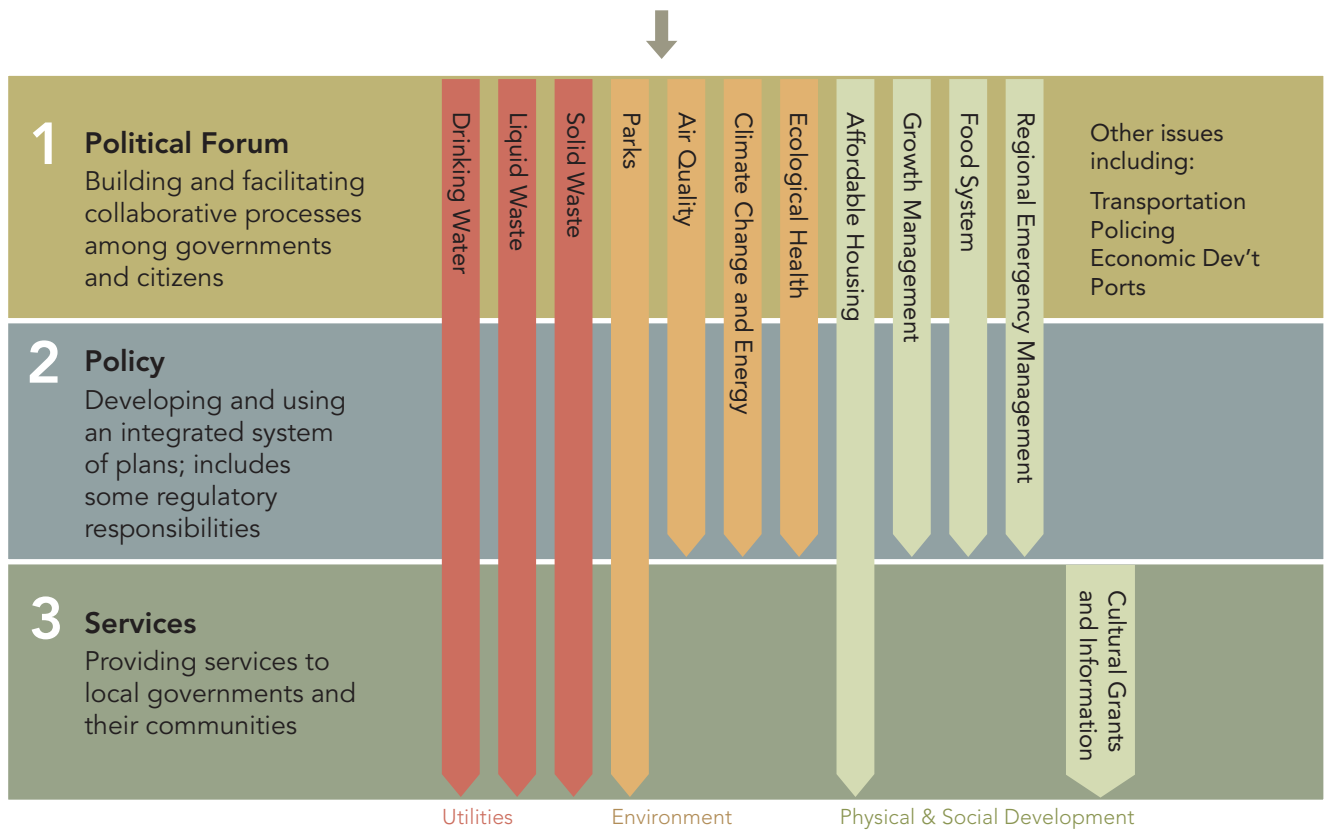 1
Political Forum
Building and facilitating
collaborative processes
among governments
and citizens
Drinking Water
Liquid Waste
Solid Waste
Parks
Air Quality
Climate Change and Energy
Ecological Health
Affordable Housing
Growth Management
Food System
Regional Emergency Management
Other issues
including:
Transportation
Policing
Economic Dev't
Ports
2
Policy
Developing and using
an integrated system
of plans; includes
some regulatory
responsibilities
3
Services
Providing services to
local governments and
their communities
Cultural Grants
and Information
Utilities
Environment
Physical & Social Development